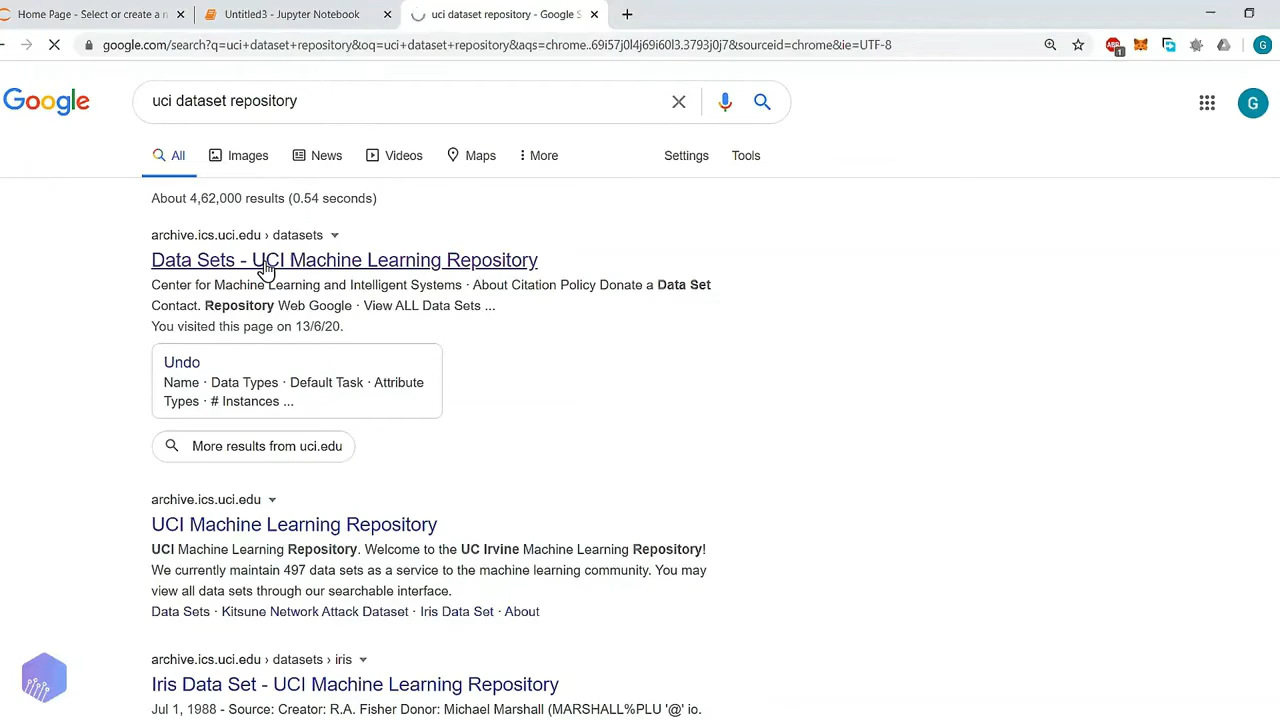 Home Page - Select or create a n
Untitled3 - Jupyter Notebook
uci dataset repository - Google S
google.com/search?q=uci+dataset+repository&oq=uci+dataset+repository&aqs=chrome..69i57j0l4j69i60l3.3793j0j7&sourceid=chrome&ie=UTF-8
ABP
1
G
Google
uci dataset repository
G
All
Images
News
Videos
Maps
More
Settings
Tools
About 4,62,000 results (0.54 seconds)
archive.ics.uci.edu › datasets
Data Sets - UCI Machine Learning Repository
Center for Machine Learning and Intelligent Systems · About Citation Policy Donate a Data Set
Contact. Repository Web Google · View ALL Data Sets ...
You visited this page on 13/6/20.
Undo
Name · Data Types · Default Task · Attribute
Types · # Instances ...
More results from uci.edu
archive.ics.uci.edu
UCI Machine Learning Repository
UCI Machine Learning Repository. Welcome to the UC Irvine Machine Learning Repository!
We currently maintain 497 data sets as a service to the machine learning community. You may
view all data sets through our searchable interface.
Data Sets · Kitsune Network Attack Dataset · Iris Data Set · About
archive.ics.uci.edu › datasets › iris
Iris Data Set - UCI Machine Learning Repository
Jul 1, 1988 - Source: Creator: R.A. Fisher Donor: Michael Marshall (MARSHALL%PLU '@' io.